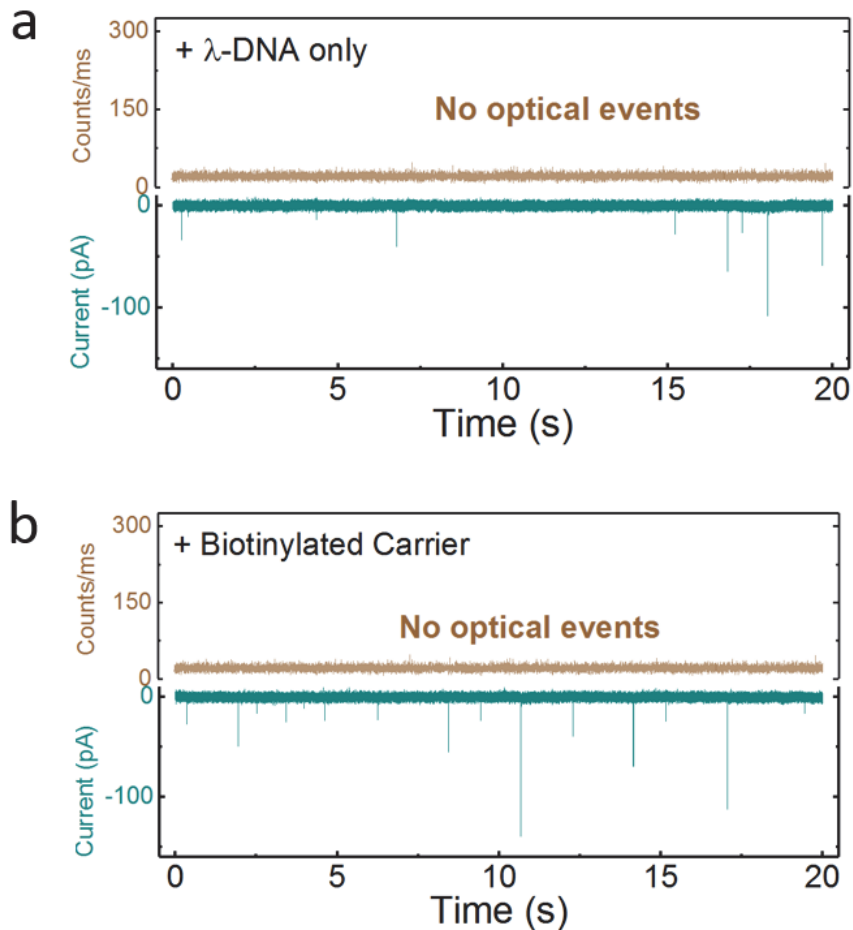 a
+ λ-DNA only
No optical events
Counts/ms
300
150
0
Current (pA)
0
-100
0 5 10 15 20
Time (s)
b
+ Biotinylated Carrier
No optical events
Counts/ms
300
150
0
Current (pA)
0
-100
0 5 10 15 20
Time (s)